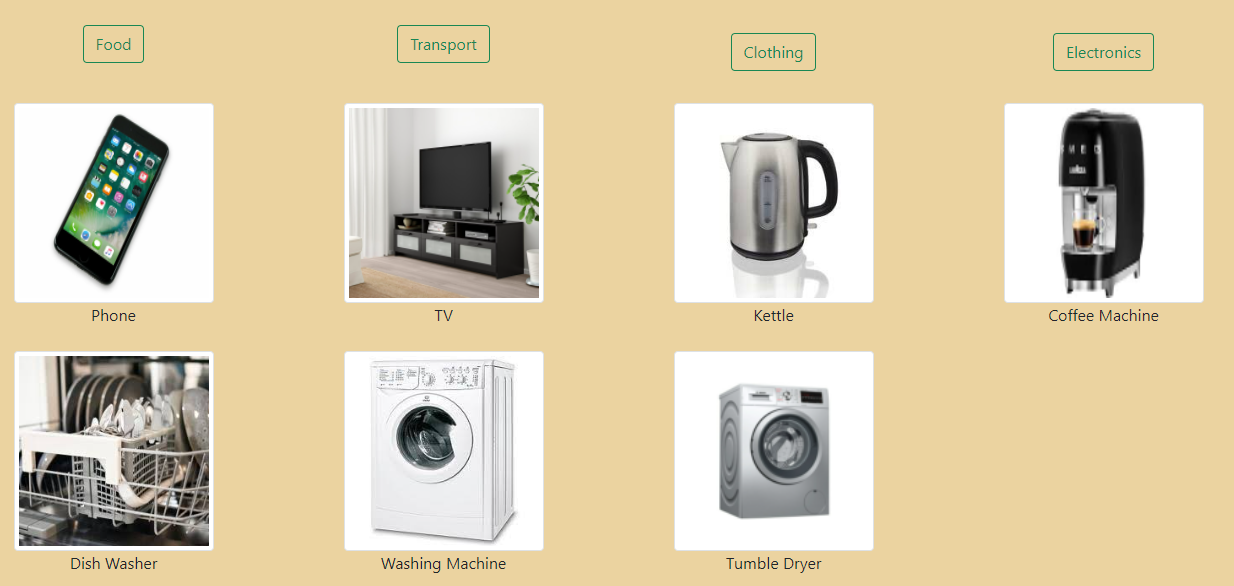 Food
Transport
Clothing
Electronics
Phone
TV
Kettle
Coffee Machine
Dish Washer
Washing Machine
Tumble Dryer